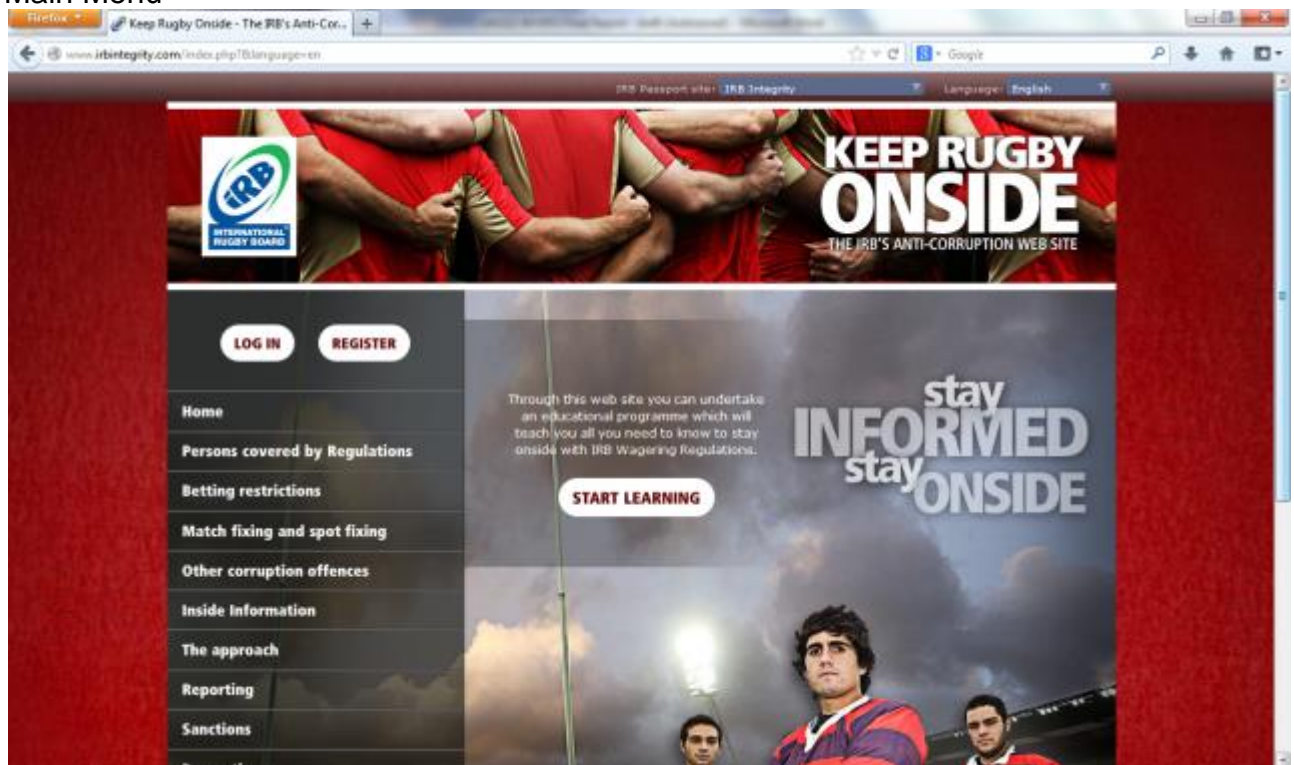 Main Menu
Firefox
Keep Rugby Onside - The IRB's Anti-Cor...
www.irbintegrity.com/index.php?&language=en
Google
IRB Passport site: IRB Integrity
Language: English
IRB
INTERNATIONAL
RUGBY BOARD
KEEP RUGBY
ONSIDE
THE IRB'S ANTI-CORRUPTION WEB SITE
LOG IN
REGISTER
Home
Persons covered by Regulations
Betting restrictions
Match fixing and spot fixing
Other corruption offences
Inside Information
The approach
Reporting
Sanctions
Through this web site you can undertake
an educational programme which will
teach you all you need to know to stay
onside with IRB Wagering Regulations.
START LEARNING
stay
INFORMED
stay
ONSIDE